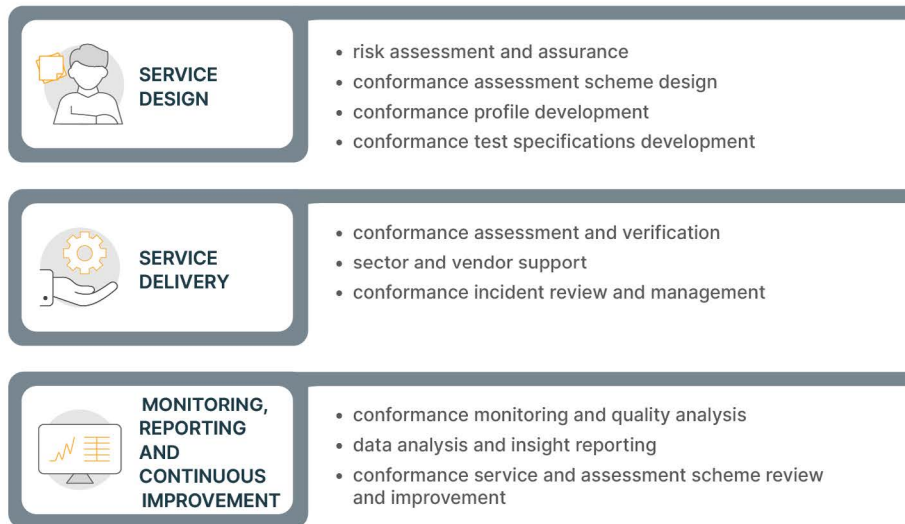 SERVICE
DESIGN
• risk assessment and assurance
• conformance assessment scheme design
• conformance profile development
• conformance test specifications development
SERVICE
DELIVERY
• conformance assessment and verification
• sector and vendor support
• conformance incident review and management
MONITORING,
REPORTING
AND
CONTINUOUS
IMPROVEMENT
• conformance monitoring and quality analysis
• data analysis and insight reporting
• conformance service and assessment scheme review
and improvement